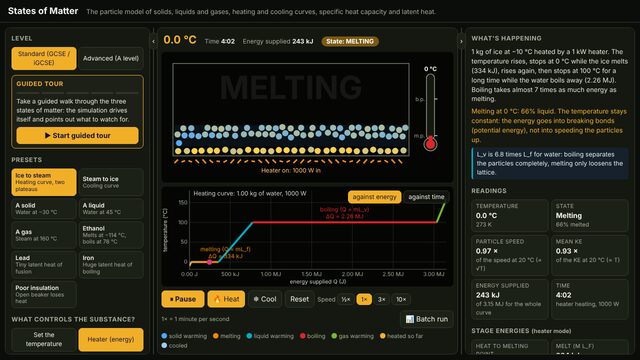 States of Matter
The particle model of solids, liquids and gases, heating and cooling curves, specific heat capacity and latent heat.
LEVEL
Standard (GCSE / IGCSE)
Advanced (A level)
GUIDED TOUR
Take a guided walk through the three
states of matter: the simulation drives
itself and points out what to watch for.
▶ Start guided tour
PRESETS
Ice to steam
Heating curve, two
plateaus
Steam to ice
Cooling curve
A solid
Water at −30 °C
A liquid
Water at 45 °C
A gas
Steam at 160 °C
Ethanol
Melts at −114 °C,
boils at 78 °C
Lead
Tiny latent heat of
fusion
Iron
Huge latent heat of
boiling
Poor insulation
Open beaker loses
heat
WHAT CONTROLS THE SUBSTANCE?
Set the
temperature
Heater (energy)
0.0 °C
Time 4:02
Energy supplied 243 kJ
State: MELTING
MELTING
0 °C
b.p.
m.p.
Heater on: 1000 W in
Heating curve: 1.00 kg of water, 1000 W
against energy
against time
temperature (°C)
150
100
50
0
boiling (Q = mL_v)
ΔQ = 2.26 MJ
melting (Q = mL_f)
ΔQ = 334 kJ
0.00 J
500 kJ
1.00 MJ
1.50 MJ
2.00 MJ
2.50 MJ
3.00 MJ
energy supplied Q (J)
Pause
Heat
Cool
Reset
Speed
½×
1×
3×
10×
1× = 1 minute per second
Batch run
solid warming
melting
liquid warming
boiling
gas warming
heated so far
cooled
WHAT'S HAPPENING
1 kg of ice at −10 °C heated by a 1 kW heater. The
temperature rises, stops at 0 °C while the ice melts
(334 kJ), rises again, then stops at 100 °C for a
long time while the water boils away (2.26 MJ).
Boiling takes almost 7 times as much energy as
melting.
Melting at 0 °C: 66% liquid. The temperature stays
constant: the energy goes into breaking bonds
(potential energy), not into speeding the particles
up.
L_v is 6.8 times L_f for water: boiling separates
the particles completely, melting only loosens the
lattice.
READINGS
TEMPERATURE
0.0 °C
273 K
STATE
Melting
66% melted
PARTICLE SPEED
0.97 ×
of the speed at 20 °C (∝
√T)
MEAN KE
0.93 ×
of the KE at 20 °C (∝ T)
ENERGY SUPPLIED
243 kJ
of 3.15 MJ for the whole
curve
TIME
4:02
heater heating, 1000 W
STAGE ENERGIES (heater mode)
HEAT TO MELTING
MELT (M L_F)